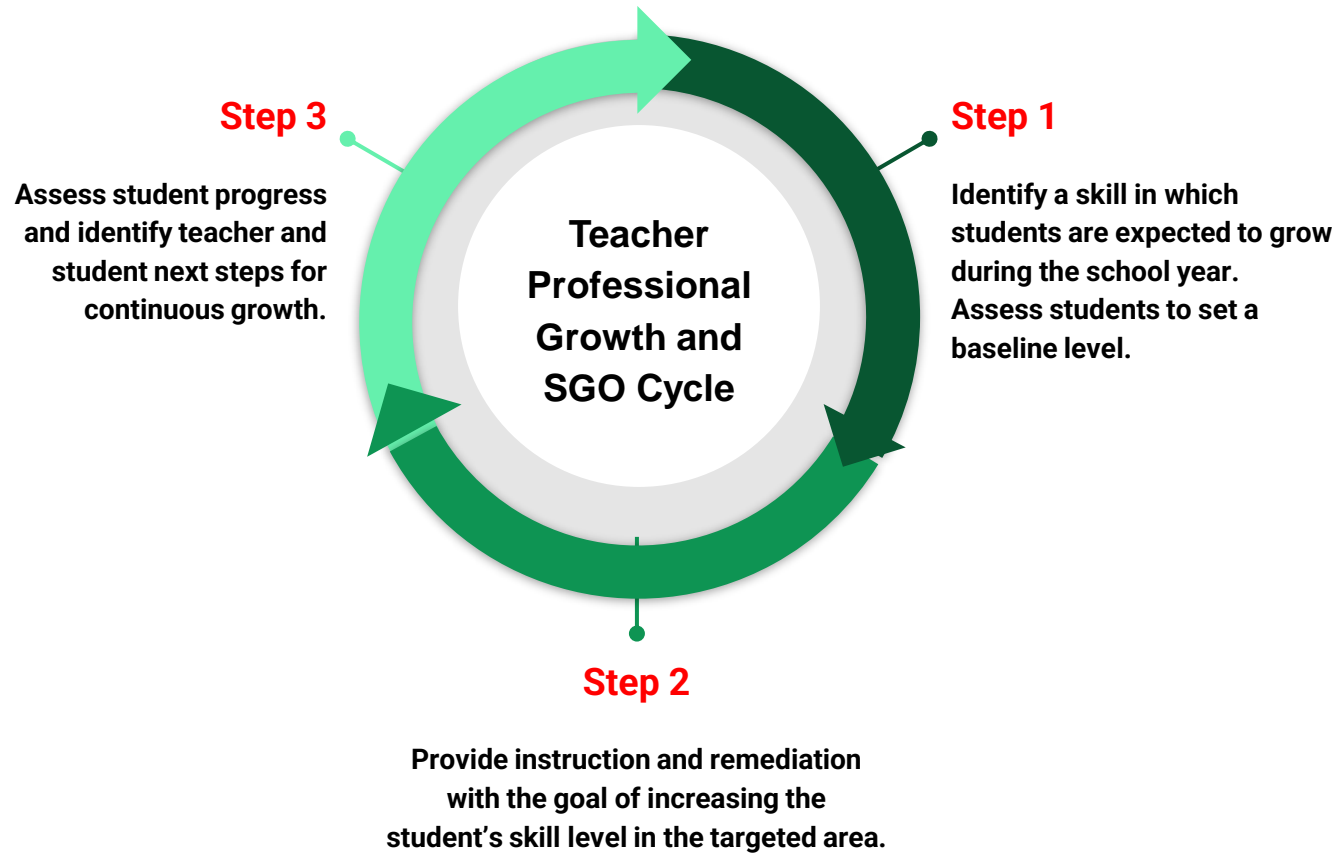 Teacher
Professional
Growth and
SGO Cycle
Step 1
Identify a skill in which
students are expected to grow
during the school year.
Assess students to set a
baseline level.
Step 2
Provide instruction and remediation
with the goal of increasing the
student’s skill level in the targeted area.
Step 3
Assess student progress
and identify teacher and
student next steps for
continuous growth.